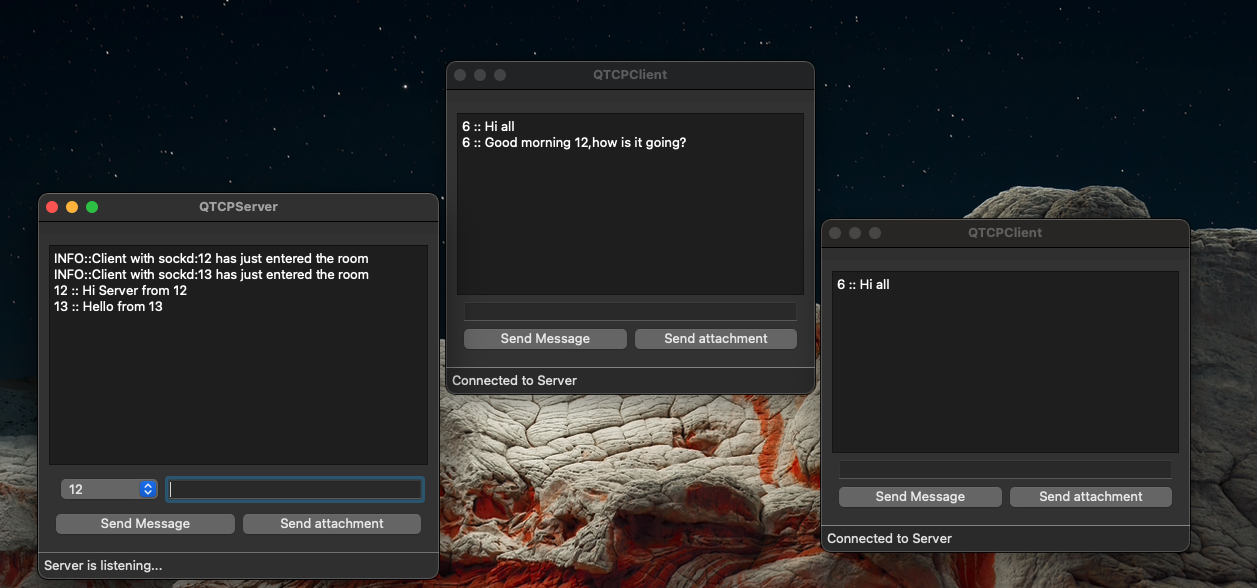 QTCPServer
INFO::Client with sockd:12 has just entered the room
INFO::Client with sockd:13 has just entered the room
12 :: Hi Server from 12
13 :: Hello from 13
12
Send Message
Send attachment
Server is listening...
QTCPClient
6 :: Hi all
6 :: Good morning 12,how is it going?
Send Message
Send attachment
Connected to Server
QTCPClient
6 :: Hi all
Send Message
Send attachment
Connected to Server